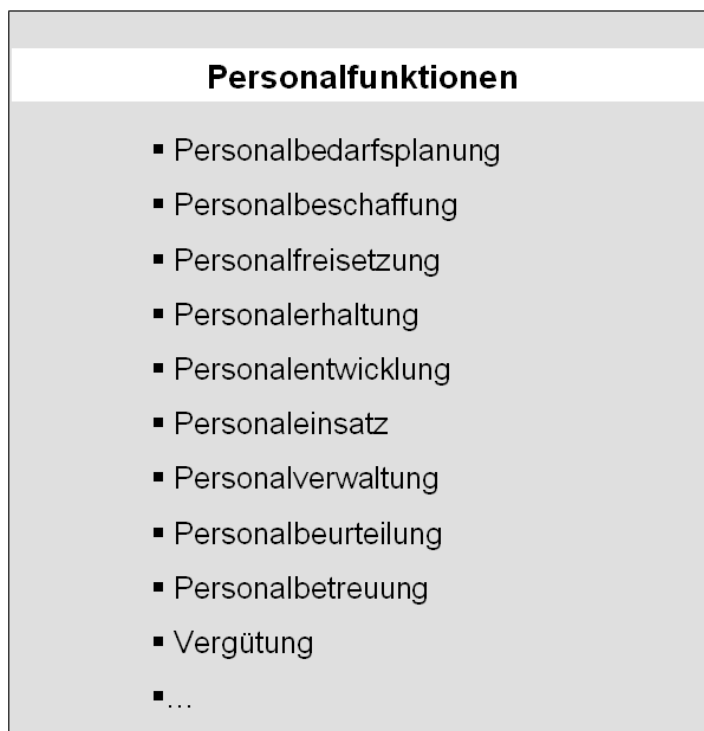 Personalfunktionen
▪ Personalbedarfsplanung
▪ Personalbeschaffung
▪ Personalfreisetzung
▪ Personalerhaltung
▪ Personalentwicklung
▪ Personaleinsatz
▪ Personalverwaltung
▪ Personalbeurteilung
▪ Personalbetreuung
▪ Vergütung
▪...